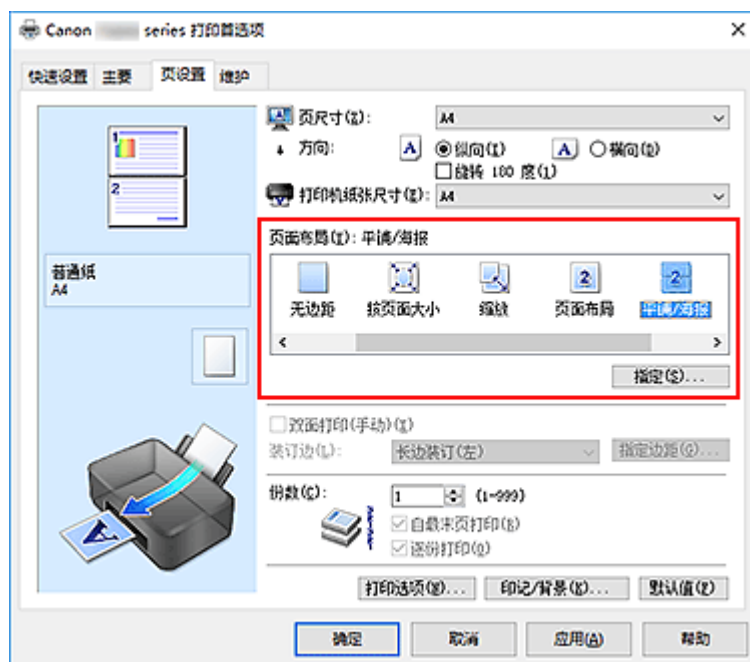 Canon series 打印首选项
快速设置 主要 页设置 维护
页尺寸(Z): A4
方向: A 纵向(T) A 横向(D)
旋转 180 度(1)
打印机纸张尺寸(E): A4
页面布局(I): 平铺/海报
无边距 按页面大小 缩放 页面布局 平铺/海报
指定(S)...
普通纸
A4
双面打印(手动)(X)
装订边(L): 长边装订(左) 指定边距(G)...
份数(C): 1 (1-999)
自最末页打印(R)
逐份打印(O)
打印选项(N)... 印记/背景(K)... 默认值(F)
确定 取消 应用(A) 帮助